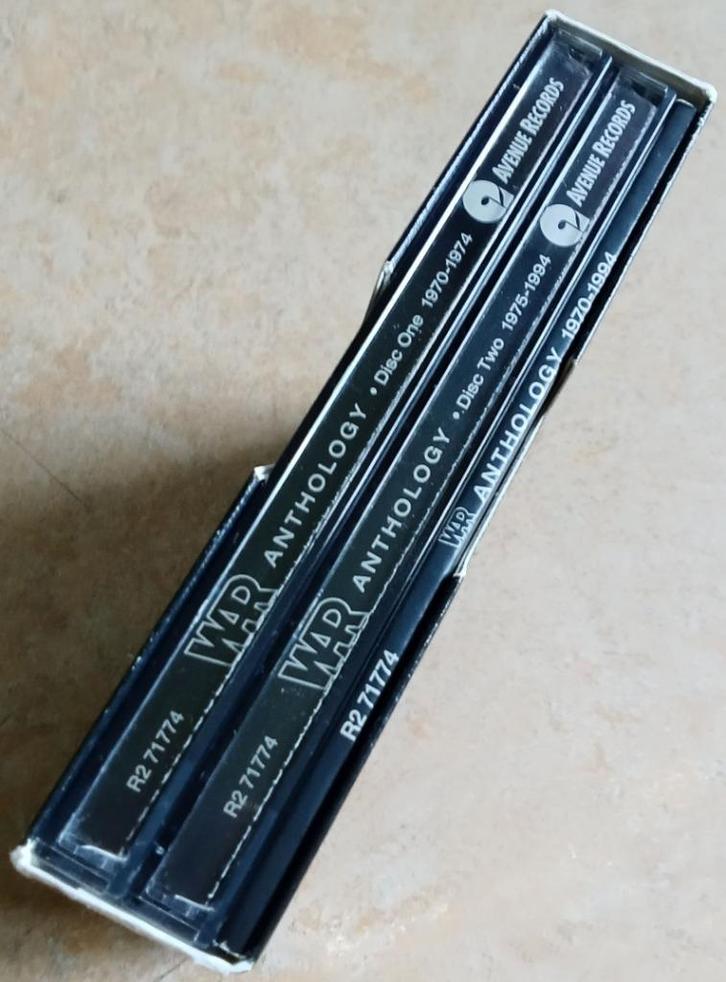 R2 71774 WAR ANTHOLOGY • Disc One 1970-1974 AVENUE RECORDS
R2 71774 WAR ANTHOLOGY • Disc Two 1975-1994 AVENUE RECORDS
R2 71774 WAR ANTHOLOGY 1970-1994